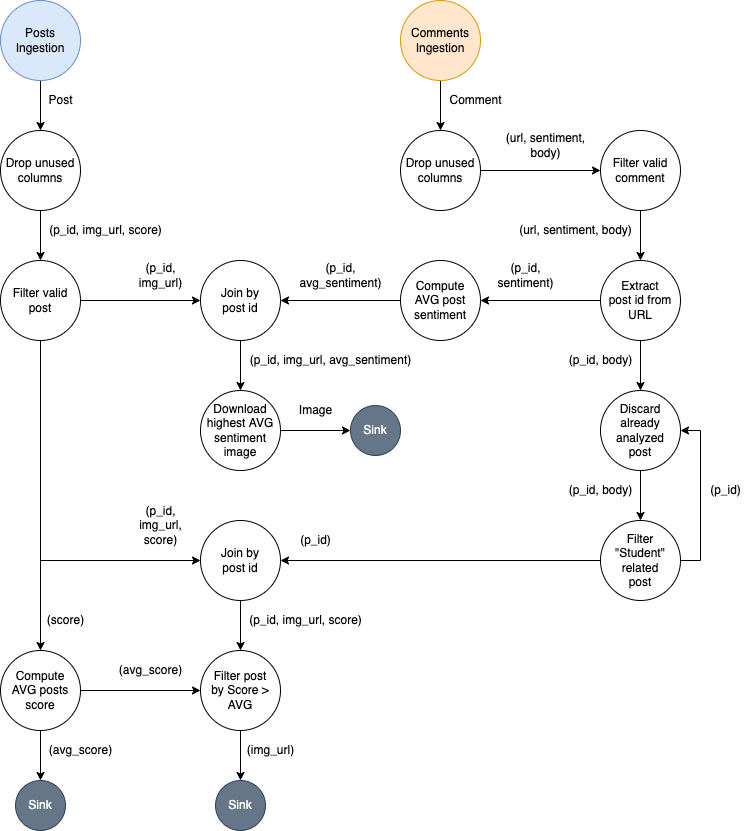 Posts
Ingestion
Comments
Ingestion
Post
Comment
Drop unused
columns
Drop unused
columns
(url, sentiment,
body)
Filter valid
comment
(p_id, img_url, score)
(url, sentiment, body)
Filter valid
post
(p_id,
img_url)
Join by
post id
(p_id,
avg_sentiment)
Compute
AVG post
sentiment
(p_id,
sentiment)
Extract
post id from
URL
(p_id, img_url, avg_sentiment)
(p_id, body)
Download
highest AVG
sentiment
image
Image
Sink
Discard
already
analyzed
post
(p_id, body)
(p_id)
(p_id,
img_url,
score)
Join by
post id
(p_id)
Filter
"Student"
related
post
(score)
(p_id, img_url, score)
Compute
AVG posts
score
(avg_score)
Filter post
by Score >
AVG
(avg_score)
(img_url)
Sink
Sink